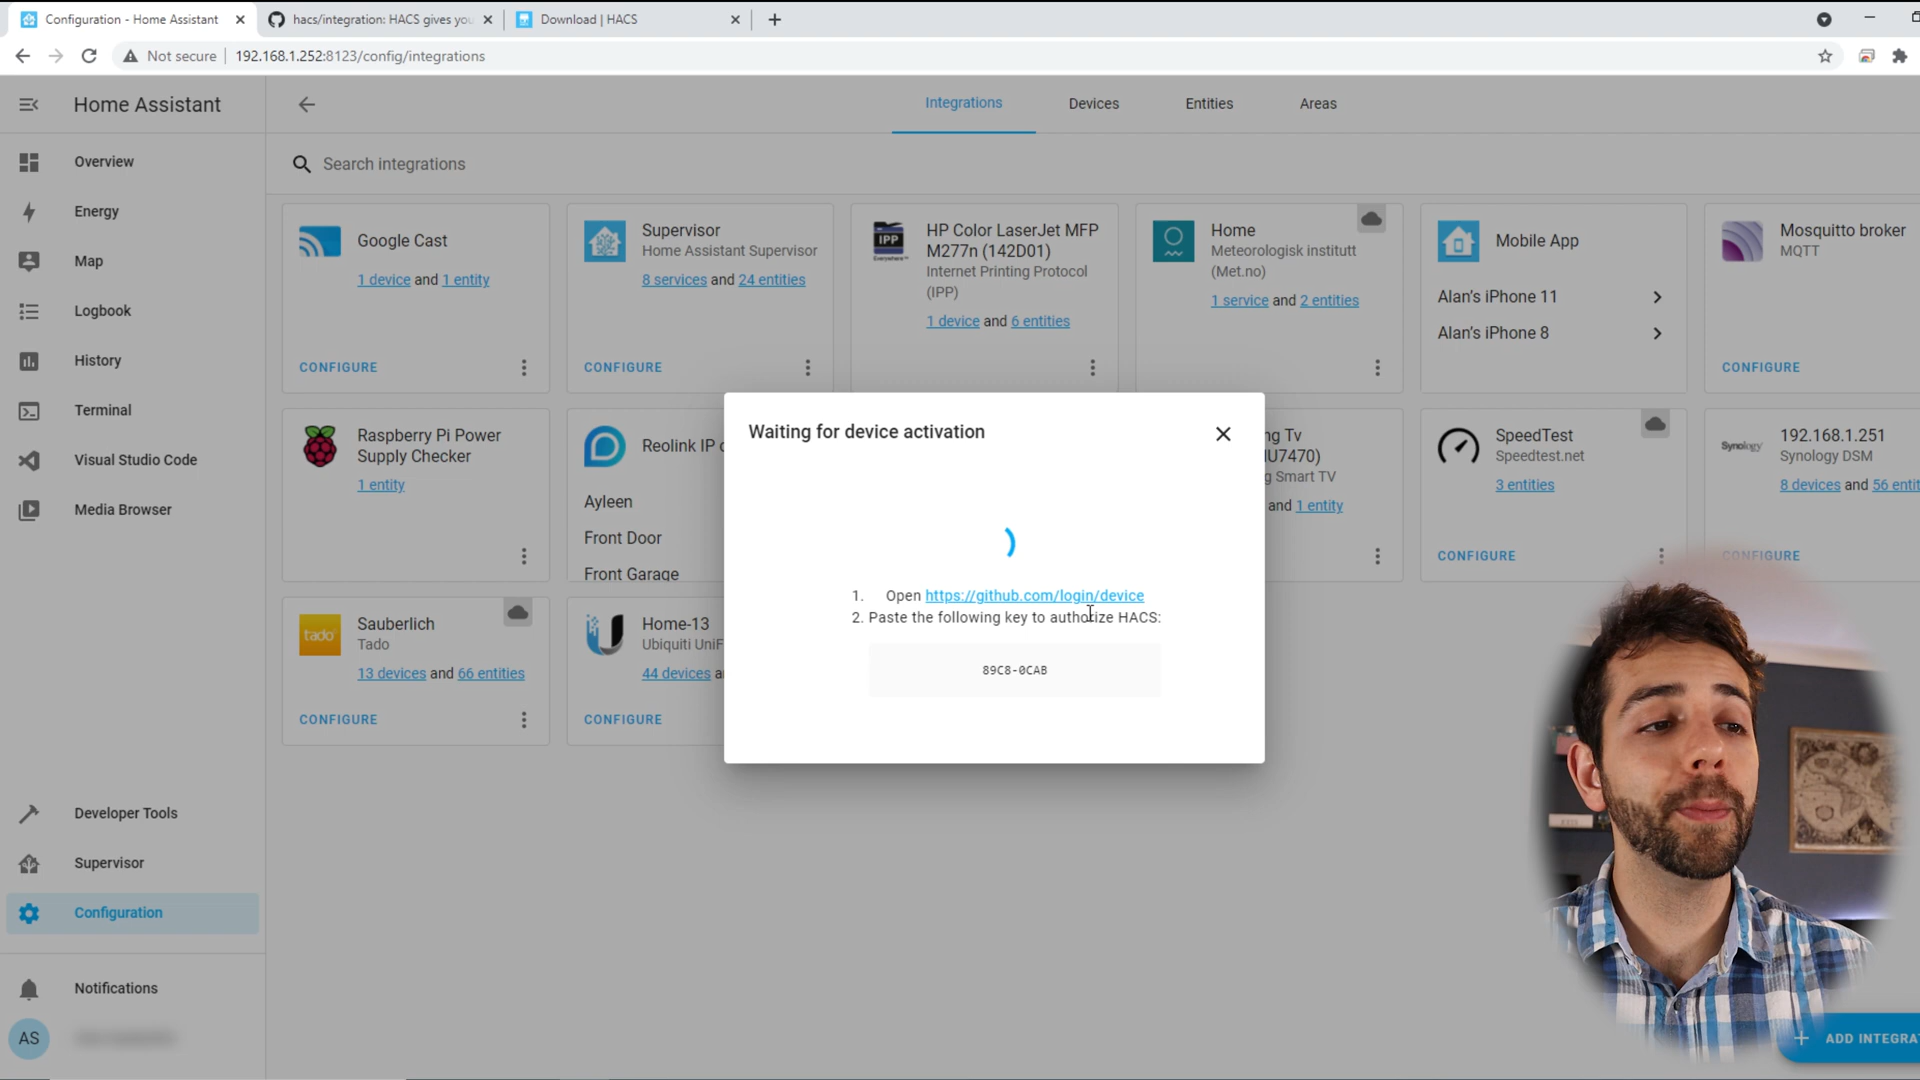 Configuration - Home Assistant
hacs/integration: HACS gives you
Download | HACS
Not secure
192.168.1.252:8123/config/integrations
Home Assistant
Integrations
Devices
Entities
Areas
Search integrations
Overview
Energy
Map
Logbook
History
Terminal
Visual Studio Code
Media Browser
Developer Tools
Supervisor
Configuration
Notifications
AS
Google Cast
1 device and 1 entity
CONFIGURE
Supervisor
Home Assistant Supervisor
8 services and 24 entities
CONFIGURE
IPP
HP Color LaserJet MFP
M277n (142D01)
Internet Printing Protocol
(IPP)
1 device and 6 entities
Home
Meteorologisk institutt
(Met.no)
1 service and 2 entities
Mobile App
Alan's iPhone 11
Alan's iPhone 8
Mosquitto broker
MQTT
CONFIGURE
Raspberry Pi Power
Supply Checker
1 entity
Reolink IP c
Ayleen
Front Door
Front Garage
ng Tv
IU7470)
g Smart TV
and 1 entity
SpeedTest
Speedtest.net
3 entities
CONFIGURE
Synology
192.168.1.251
Synology DSM
8 devices and 56 entit
CONFIGURE
tado
Sauberlich
Tado
13 devices and 66 entities
CONFIGURE
Home-13
Ubiquiti UniF
44 devices a
CONFIGURE
Waiting for device activation
1. Open https://github.com/login/device
2. Paste the following key to authorize HACS:
89C8-0CAB
ADD INTEGRA